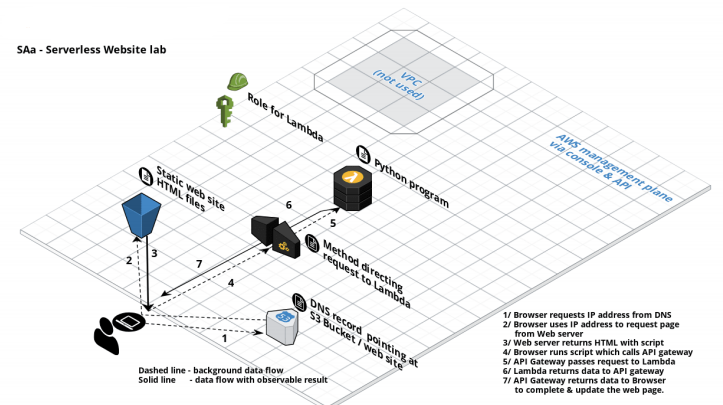 SAa - Serverless Website lab
VPC
(not used)
Role for Lambda
AWS management plane
via console & API
Python program
Static web site
HTML files
6
5
Method directing
request to Lambda
2
3
7
4
DNS record pointing at
S3 Bucket / web site
1
1/ Browser requests IP address from DNS
2/ Browser uses IP address to request page
from Web server
3/ Web server returns HTML with script
4/ Browser runs script which calls API gateway
5/ API Gateway passes request to Lambda
6/ Lambda returns data to API gateway
7/ API Gateway returns data to Browser
to complete & update the web page.
Dashed line - background data flow
Solid line - data flow with observable result